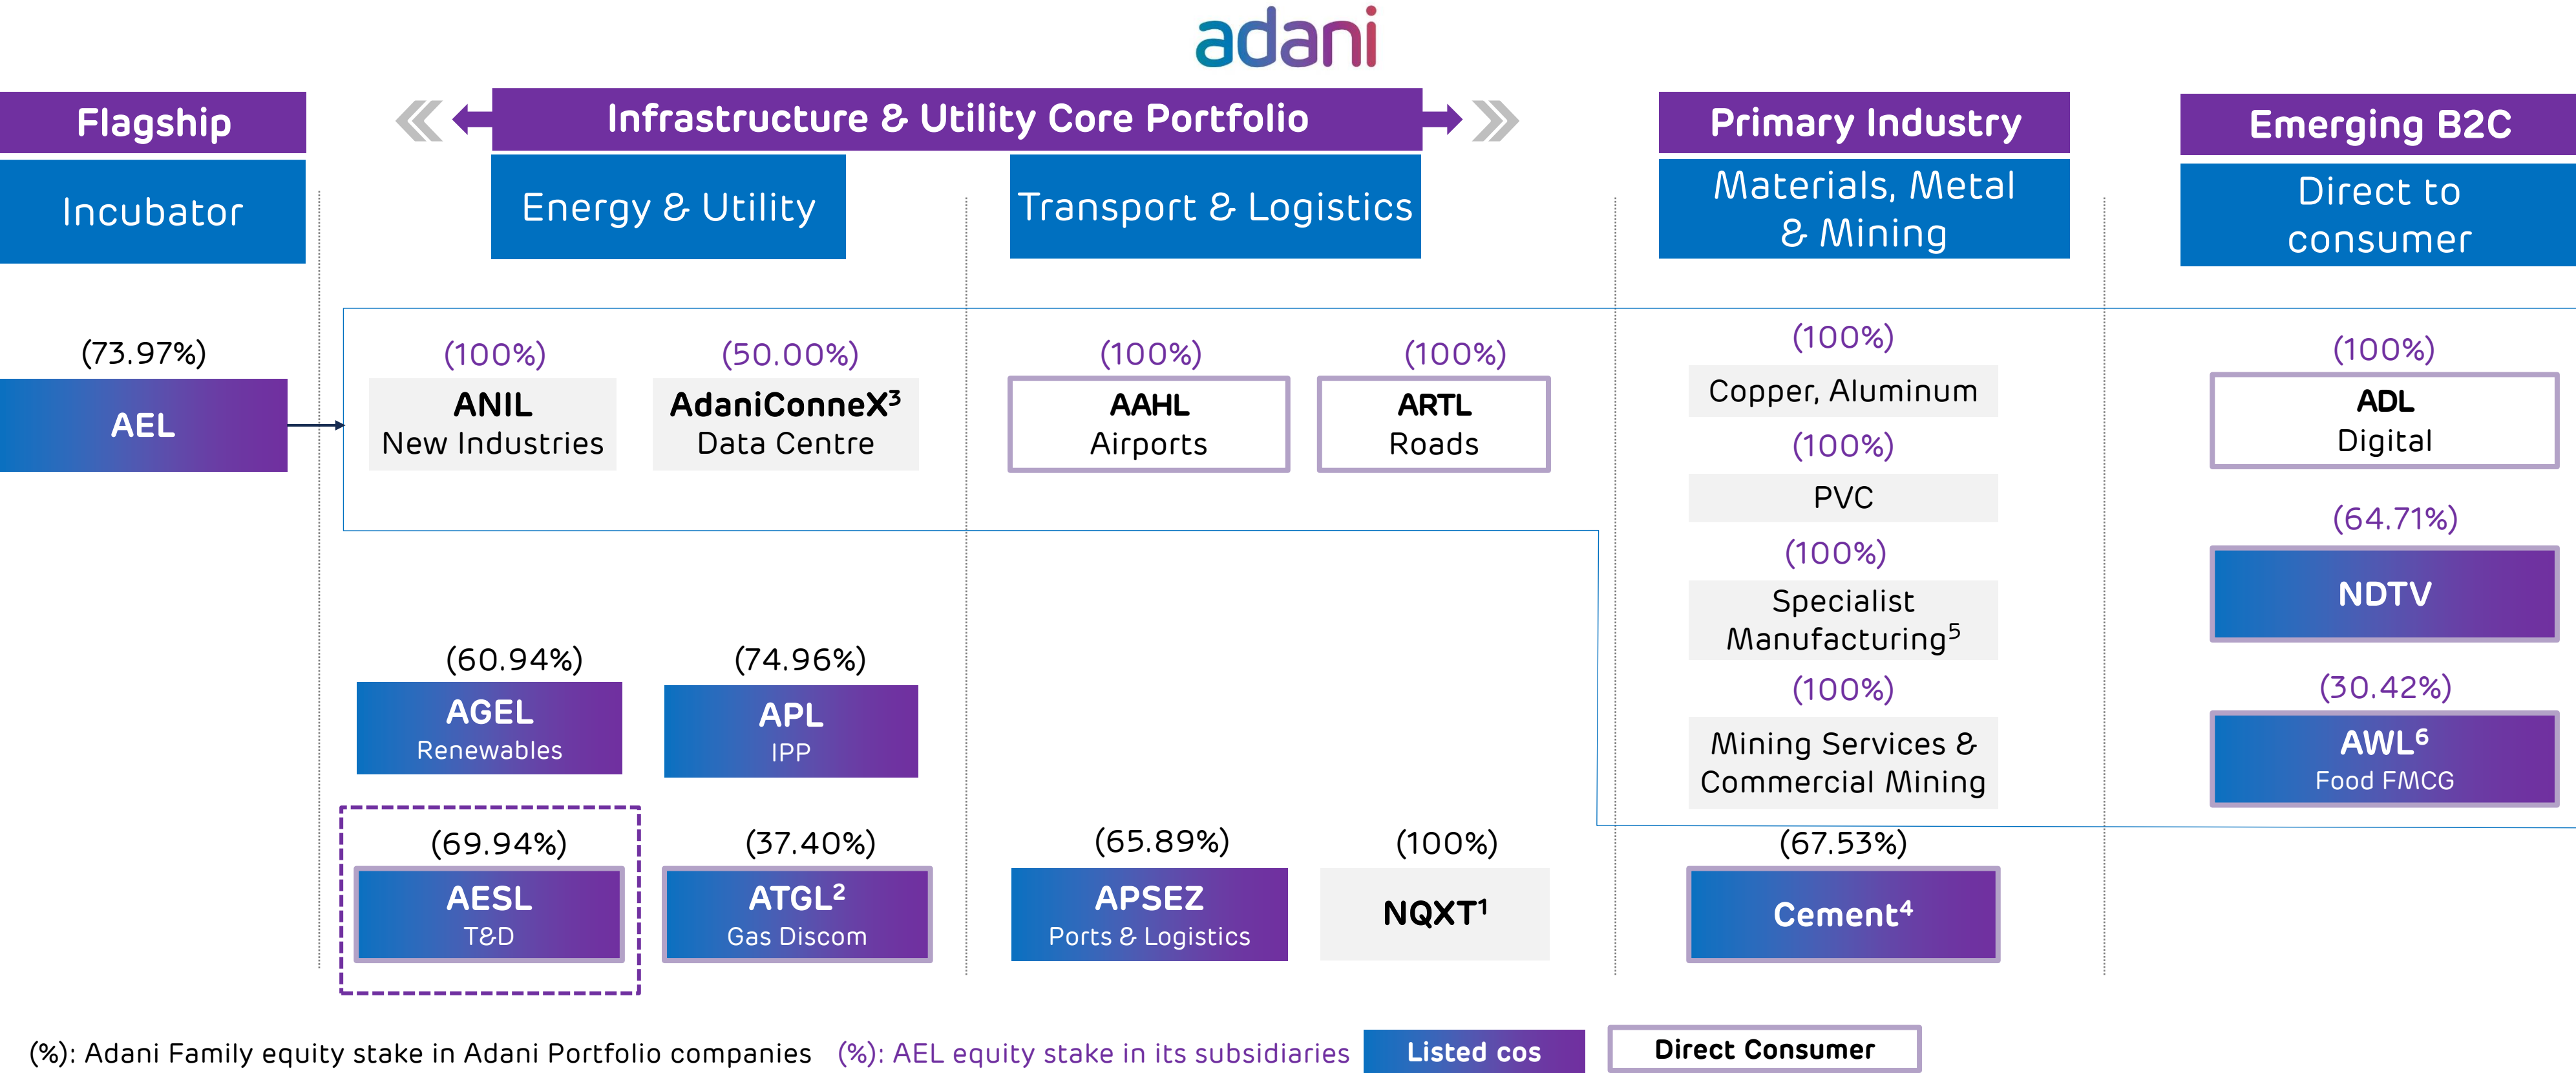 adani
Flagship
Incubator
Infrastructure & Utility Core Portfolio
Energy & Utility
Transport & Logistics
Primary Industry
Materials, Metal
& Mining
Emerging B2C
Direct to
consumer
(73.97%)
AEL
(100%)
ANIL
New Industries
(50.00%)
AdaniConneX³
Data Centre
(100%)
AAHL
Airports
(100%)
ARTL
Roads
(100%)
Copper, Aluminum
(100%)
PVC
(100%)
Specialist
Manufacturing⁵
(100%)
Mining Services &
Commercial Mining
(100%)
ADL
Digital
(64.71%)
NDTV
(30.42%)
AWL⁶
Food FMCG
(60.94%)
AGEL
Renewables
(74.96%)
APL
IPP
(69.94%)
AESL
T&D
(37.40%)
ATGL²
Gas Discom
(65.89%)
APSEZ
Ports & Logistics
(100%)
NQXT¹
(67.53%)
Cement⁴
(%): Adani Family equity stake in Adani Portfolio companies
(%): AEL equity stake in its subsidiaries
Listed cos
Direct Consumer